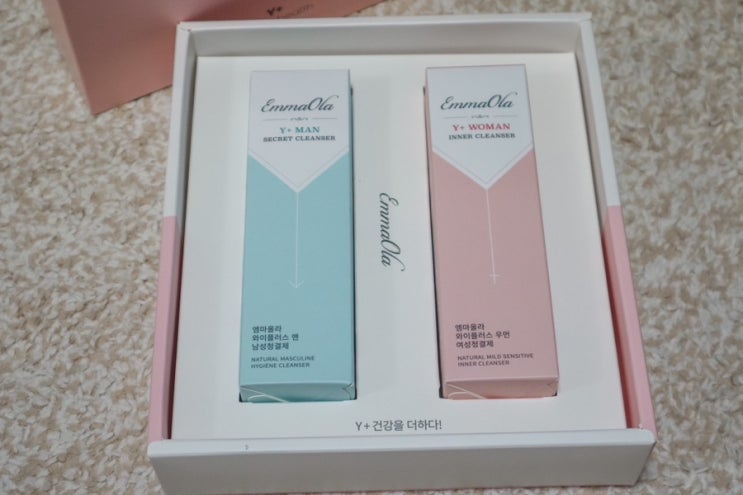 EmmaOla
Y+ MAN
SECRET CLEANSER
엠마올라
와이플러스 맨
남성청결제
NATURAL MASCULINE
HYGIENE CLEANSER
EmmaOla
EmmaOla
Y+ WOMAN
INNER CLEANSER
엠마올라
와이플러스 우먼
여성청결제
NATURAL MILD SENSITIVE
INNER CLEANSER
Y+ 건강을 더하다!